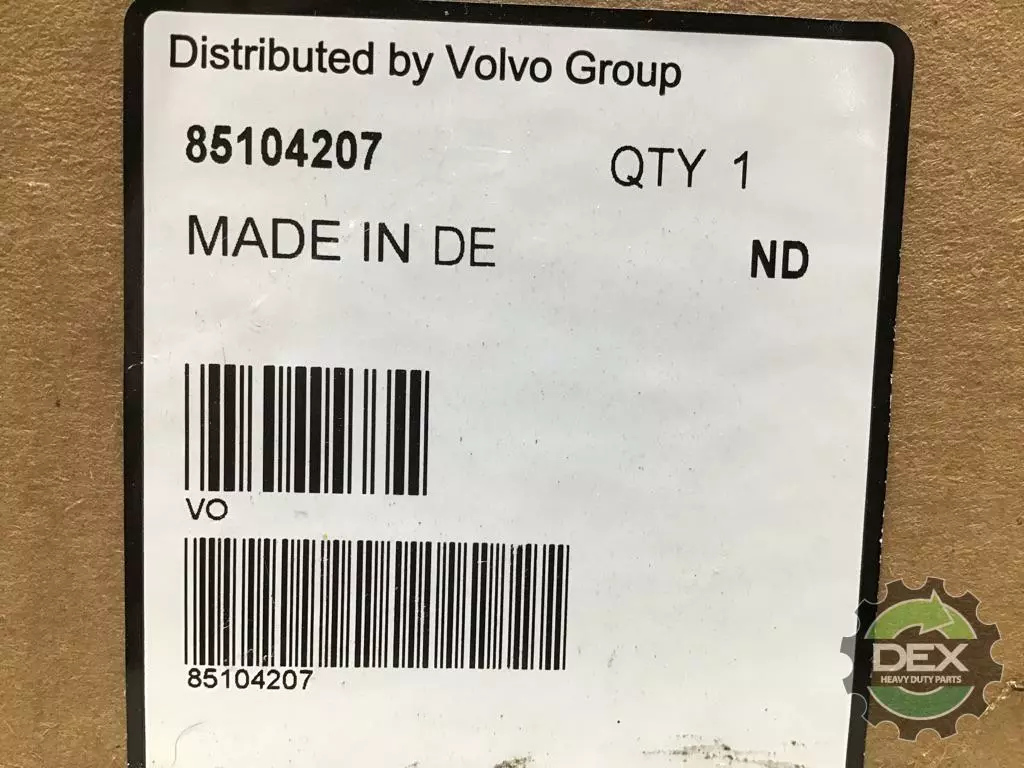 Distributed by Volvo Group
85104207
QTY 1
MADE IN DE
ND
VO
85104207
DEX
HEAVY DUTY PARTS